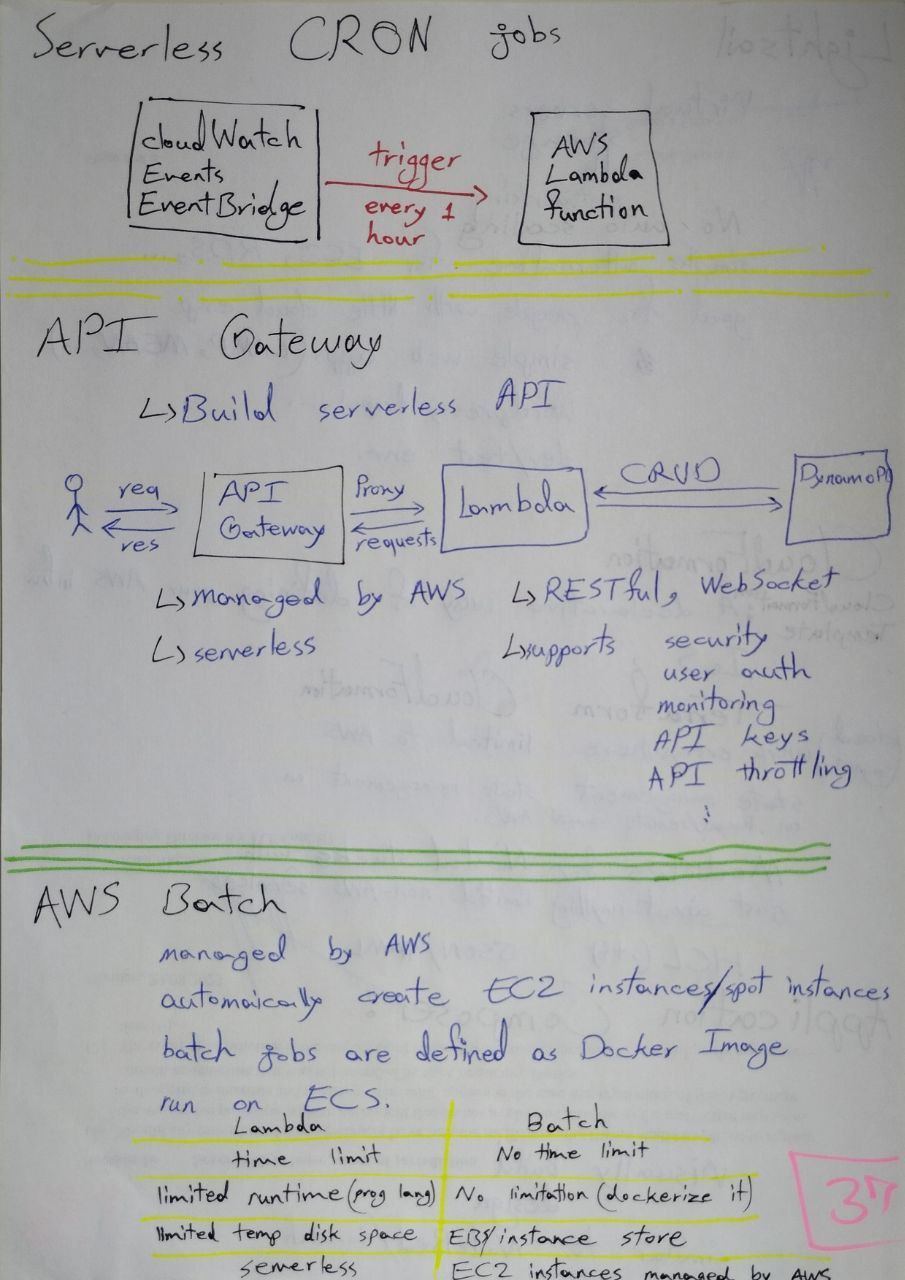 Serverless CRON jobs
cloudWatch
Events
EventBridge
trigger
every 1
hour
AWS
Lambda
function
API Gateway
↳Build serverless API
req
res
API
Gateway
Proxy
requests
Lambda
CRUD
DynamoDB
↳managed by AWS
↳serverless
↳RESTful, WebSocket
↳supports security
user auth
monitoring
API keys
API throttling
⋮
AWS Batch
managed by AWS
automaically create EC2 instances/spot instances
batch jobs are defined as Docker Image
run on ECS.
Lambda Batch
time limit No time limit
limited runtime (prog lang) No limitation (dockerize it)
limited temp disk space EBS/instance store
serverless EC2 instances managed by AWS
37